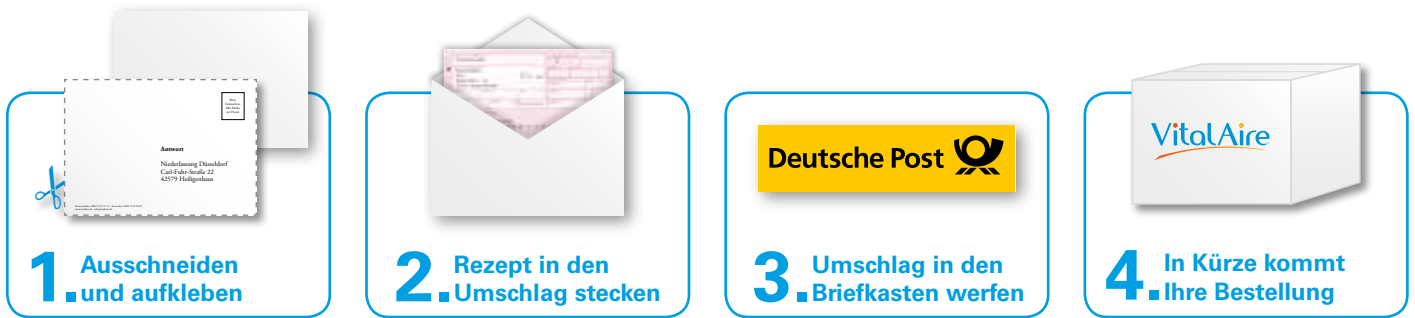 Antwort
Niederlassung Düsseldorf
Carl-Fuhr-Straße 22
42579 Heiligenhaus
1. Ausschneiden
und aufkleben
2. Rezept in den
Umschlag stecken
Deutsche Post
3. Umschlag in den
Briefkasten werfen
VitalAire
4. In Kürze kommt
Ihre Bestellung